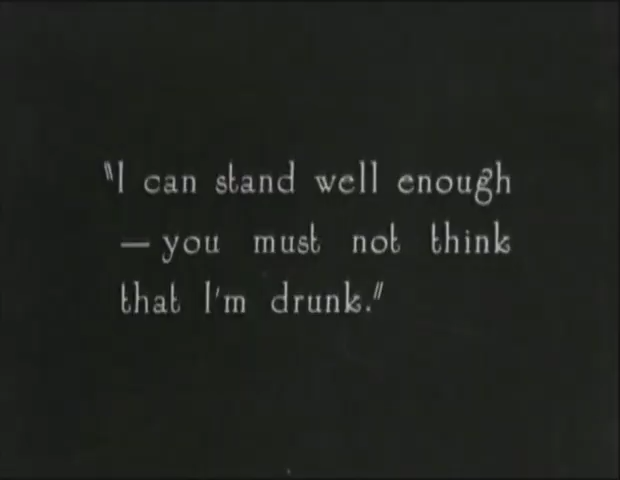 "I can stand well enough
— you must not think
that I'm drunk."